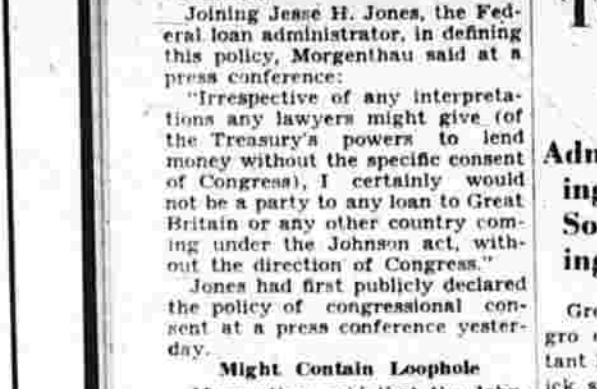 Joining Jesse H. Jones, the Fed-
eral loan administrator, in defining
this policy, Morgenthau said at a
press conference:
"Irrespective of any interpreta-
tions any lawyers might give (of
the Treasury's powers to lend
money without the specific consent
of Congress), I certainly would
not be a party to any loan to Great
Britain or any other country com-
ing under the Johnson act, with-
out the direction of Congress."
Jones had first publicly declared
the policy of congressional con-
sent at a press conference yester-
day.
Might Contain Loophole
Adm
ing
So
ing
Gre
gro
tant
ick